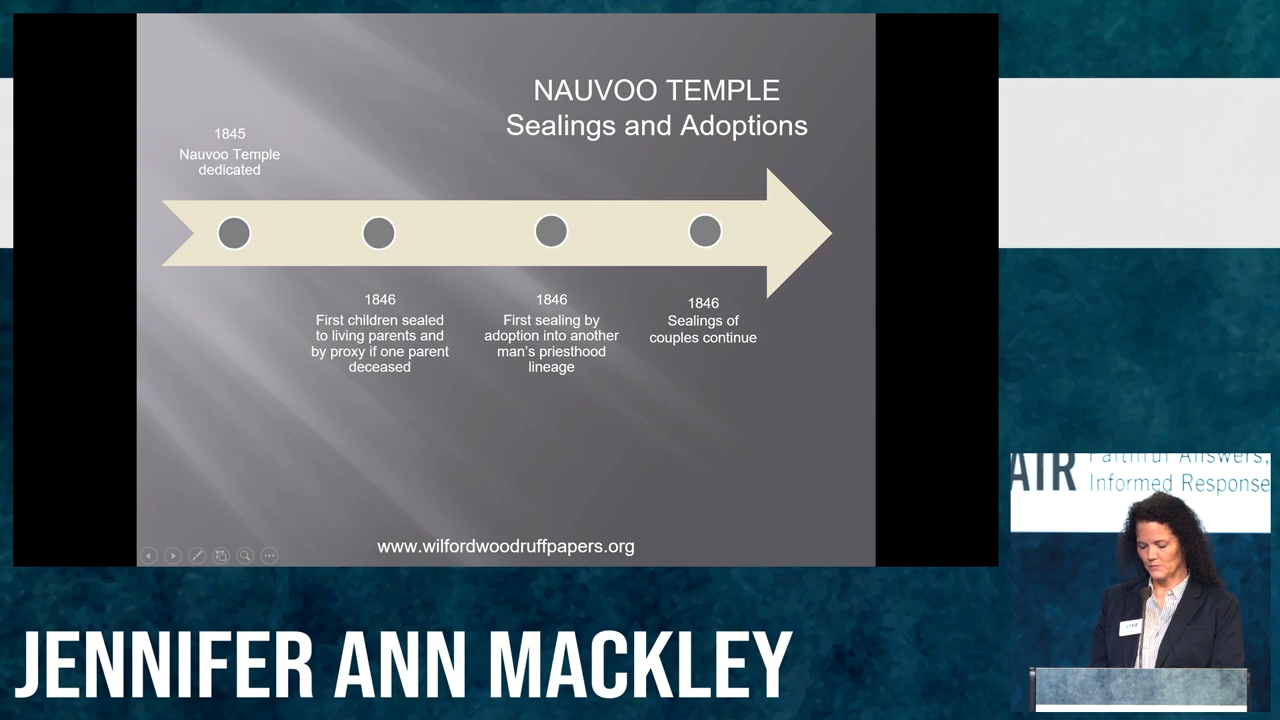 NAUVOO TEMPLE
Sealings and Adoptions
1845
Nauvoo Temple
dedicated
1846
First children sealed
to living parents and
by proxy if one parent
deceased
1846
First sealing by
adoption into another
man's priesthood
lineage
1846
Sealings of
couples continue
www.wilfordwoodruffpapers.org
AIR
Faithful Answers,
Informed Response
JENNIFER ANN MACKLEY